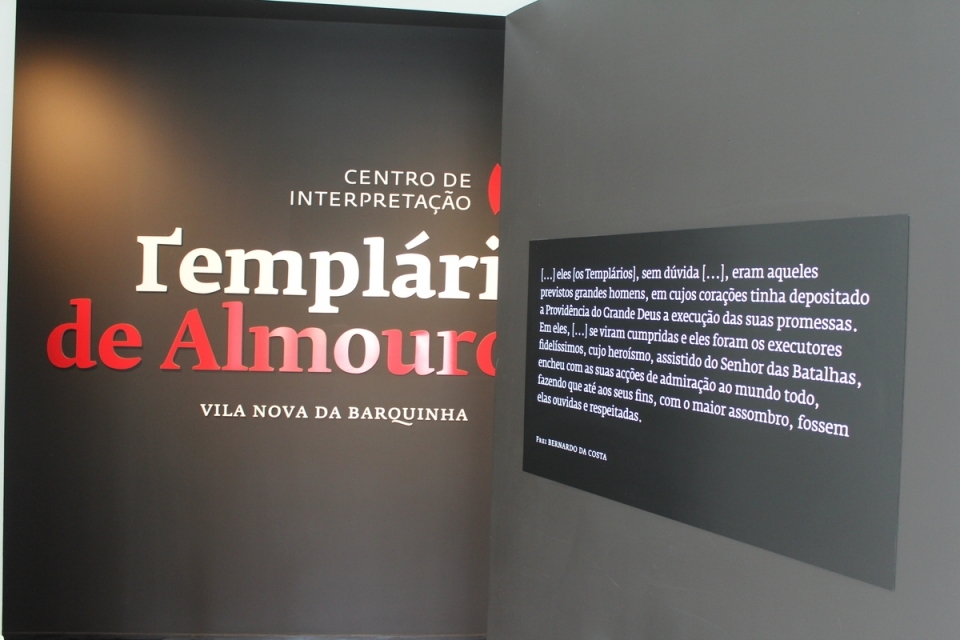 CENTRO DE
INTERPRETAÇÃO
Templári
de Almouro
VILA NOVA DA BARQUINHA
[...] eles [os Templários], sem dúvida [...], eram aqueles
previstos grandes homens, em cujos corações tinha depositado
a Providência do Grande Deus a execução das suas promessas.
Em eles, [...] se viram cumpridas e eles foram os executores
fidelíssimos, cujo heroísmo, assistido do Senhor das Batalhas,
encheu com as suas acções de admiração ao mundo todo,
fazendo que até aos seus fins, com o maior assombro, fossem
elas ouvidas e respeitadas.
Frei BERNARDO DA COSTA